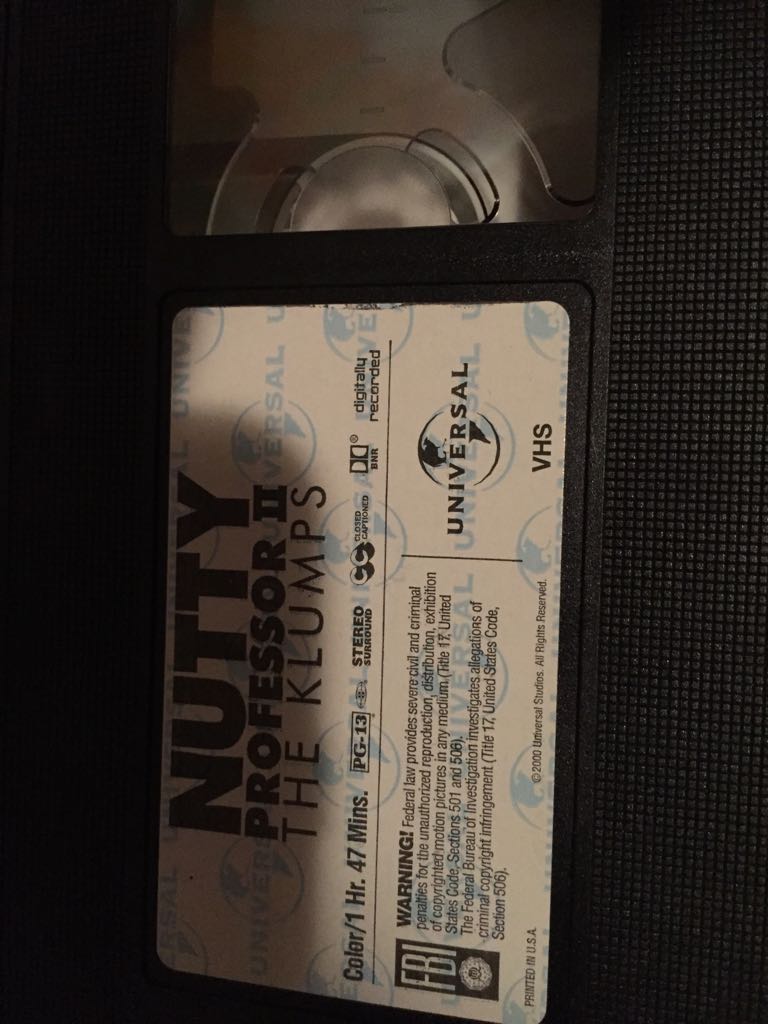 NUTTY
PROFESSOR II
THE KLUMPS
Color/1 Hr. 47 Mins. PG-13 STEREO SURROUND CC CLOSED CAPTIONED BNR ® digitally recorded
FBI
WARNING! Federal law provides severe civil and criminal
penalties for the unauthorized reproduction, distribution, exhibition
of copyrighted motion pictures in any medium (Title 17, United
States Code, Sections 501 and 506).
The Federal Bureau of Investigation investigates allegations of
criminal copyright infringement (Title 17, United States Code,
Section 506).
UNIVERSAL
VHS
PRINTED IN U.S.A.
© 2000 Universal Studios. All Rights Reserved.